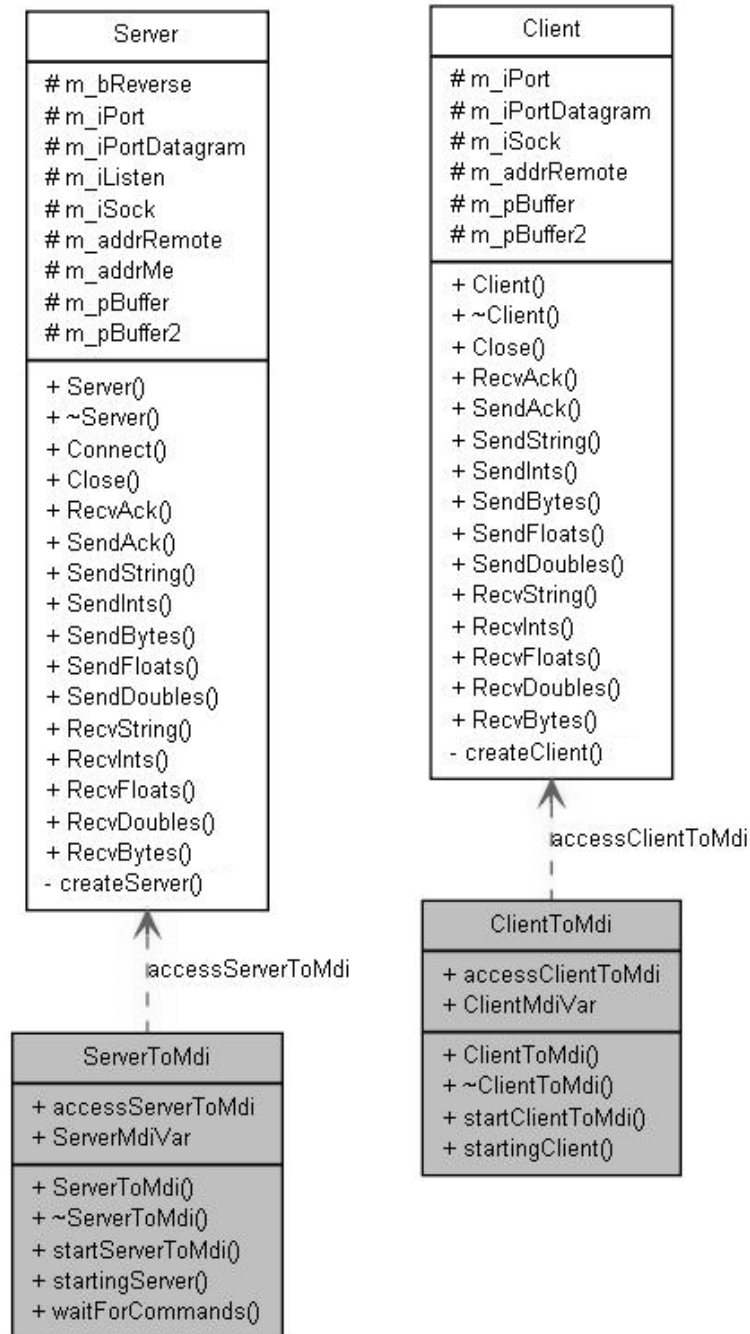 Server
# m_bReverse
# m_iPort
# m_iPortDatagram
# m_iListen
# m_iSock
# m_addrRemote
# m_addrMe
# m_pBuffer
# m_pBuffer2
+ Server()
+ ~Server()
+ Connect()
+ Close()
+ RecvAck()
+ SendAck()
+ SendString()
+ SendInts()
+ SendBytes()
+ SendFloats()
+ SendDoubles()
+ RecvString()
+ RecvInts()
+ RecvFloats()
+ RecvDoubles()
+ RecvBytes()
- createServer()
accessServerToMdi
ServerToMdi
+ accessServerToMdi
+ ServerMdiVar
+ ServerToMdi()
+ ~ServerToMdi()
+ startServerToMdi()
+ startingServer()
+ waitForCommands()
Client
# m_iPort
# m_iPortDatagram
# m_iSock
# m_addrRemote
# m_pBuffer
# m_pBuffer2
+ Client()
+ ~Client()
+ Close()
+ RecvAck()
+ SendAck()
+ SendString()
+ SendInts()
+ SendBytes()
+ SendFloats()
+ SendDoubles()
+ RecvString()
+ RecvInts()
+ RecvFloats()
+ RecvDoubles()
+ RecvBytes()
- createClient()
accessClientToMdi
ClientToMdi
+ accessClientToMdi
+ ClientMdiVar
+ ClientToMdi()
+ ~ClientToMdi()
+ startClientToMdi()
+ startingClient()